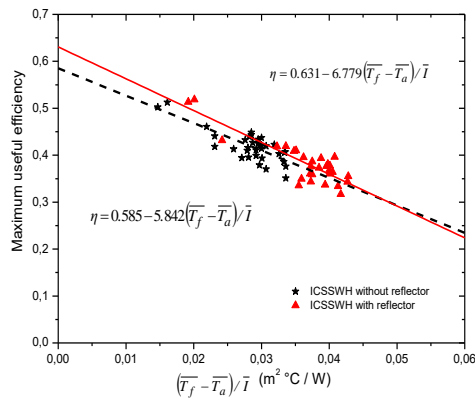 0,8
0,7
0,6
0,5
0,4
0,3
0,2
0,1
0,0
Maximum useful efficiency
η = 0.631 − 6.779(T̅f − T̅a)/ I̅
η = 0.585 − 5.842(T̅f − T̅a)/ I̅
ICSSWH without reflector
ICSSWH with reflector
0,00 0,01 0,02 0,03 0,04 0,05 0,06
(T̅f − T̅a)/ I̅ (m² °C / W)